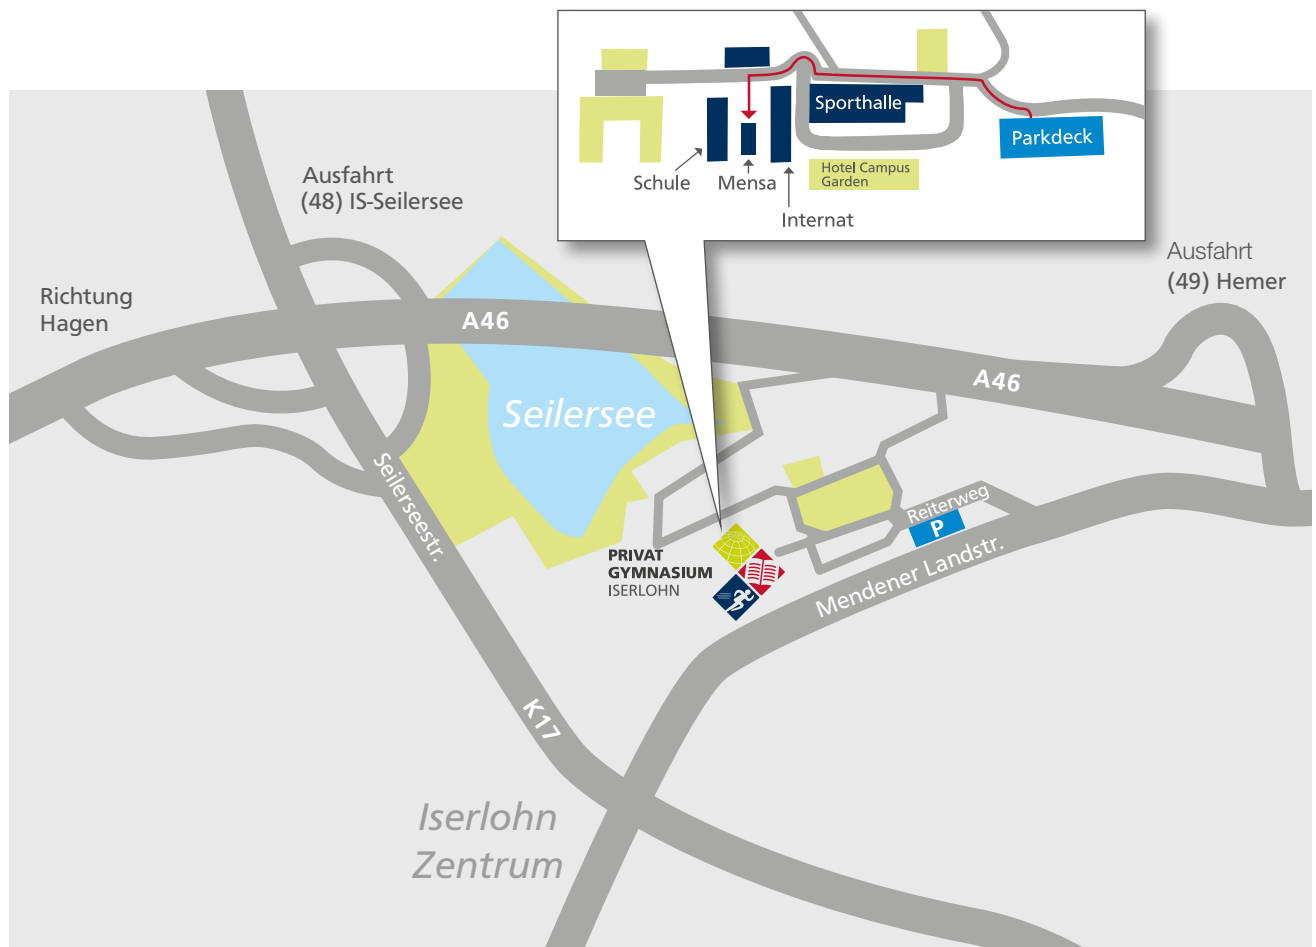 Sporthalle
Parkdeck
Hotel Campus
Garden
Schule
Mensa
Internat
Ausfahrt
(48) IS-Seilersee
Ausfahrt
(49) Hemer
Richtung
Hagen
A46
A46
Seilersee
Seilerseestr.
Reiterweg
P
PRIVAT
GYMNASIUM
ISERLOHN
Mendener Landstr.
K17
Iserlohn
Zentrum